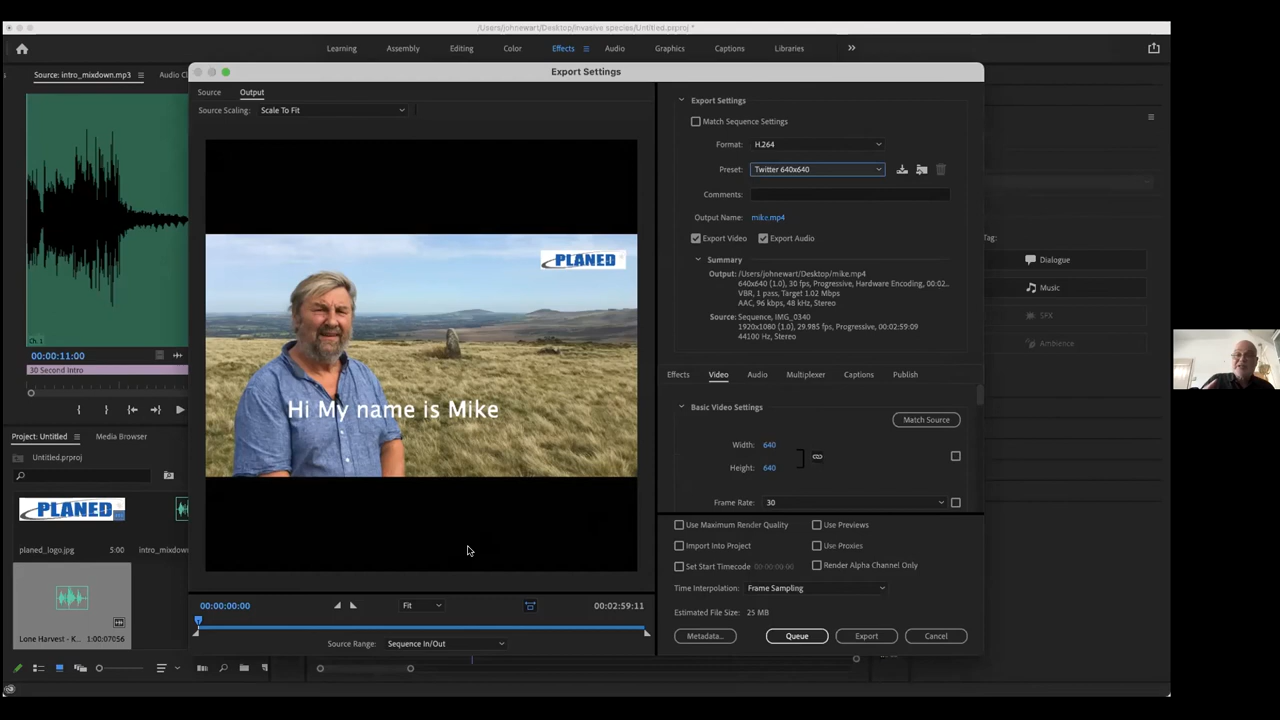 /Users/johnewart/Desktop/invasive species/Untitled.prproj *
Learning
Assembly
Editing
Color
Effects
Audio
Graphics
Captions
Libraries
Source: intro_mixdown.mp3
Audio Cl
Export Settings
Source
Output
Source Scaling:
Scale To Fit
PLANED
Hi My name is Mike
00:00:00:00
Fit
00:02:59:11
Source Range:
Sequence In/Out
Export Settings
Match Sequence Settings
Format:
H.264
Preset:
Twitter 640x640
Comments:
Output Name:
mike.mp4
Export Video
Export Audio
Summary
Output: /Users/johnewart/Desktop/mike.mp4
640x640 (1.0), 30 fps, Progressive, Hardware Encoding, 00:02..
VBR, 1 pass, Target 1.02 Mbps
AAC, 96 kbps, 48 kHz, Stereo
Source: Sequence, IMG_0340
1920x1080 (1.0), 29.985 fps, Progressive, 00:02:59:09
44100 Hz, Stereo
Effects
Video
Audio
Multiplexer
Captions
Publish
Basic Video Settings
Match Source
Width:
640
Height:
640
Frame Rate:
30
Use Maximum Render Quality
Use Previews
Import Into Project
Use Proxies
Set Start Timecode
00:00:00:00
Render Alpha Channel Only
Time Interpolation:
Frame Sampling
Estimated File Size:
25 MB
Metadata...
Queue
Export
Cancel
Ch. 1
00:00:11:00
30 Second Intro
Project: Untitled
Media Browser
Untitled.prproj
PLANED
planed_logo.jpg
5:00
intro_mixdown
Lone Harvest - K...
1:00:07056
Tag:
Dialogue
Music
SFX
Ambience